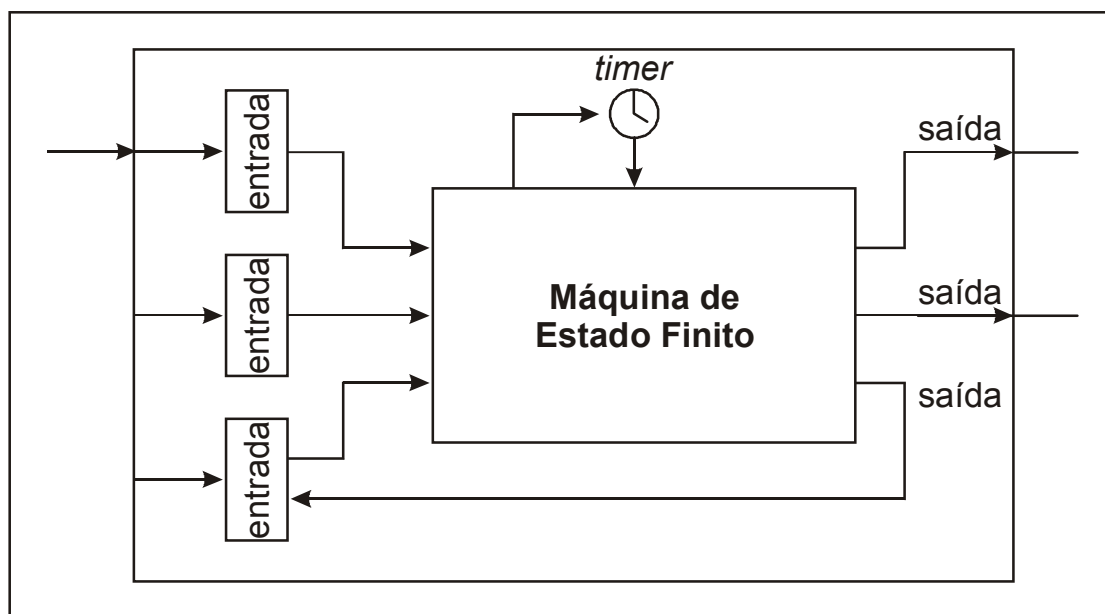 timer
entrada
saída
entrada
Máquina de
Estado Finito
saída
entrada
saída